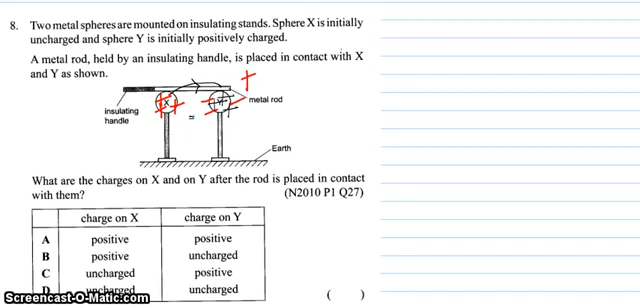 8. Two metal spheres are mounted on insulating stands. Sphere X is initially
uncharged and sphere Y is initially positively charged.
A metal rod, held by an insulating handle, is placed in contact with X
and Y as shown.
+
X
metal rod
insulating
handle
=
Earth
What are the charges on X and on Y after the rod is placed in contact
with them? (N2010 P1 Q27)
charge on X charge on Y
A positive positive
B positive uncharged
C uncharged positive
D uncharged uncharged
Screencast-O-Matic.com
( )